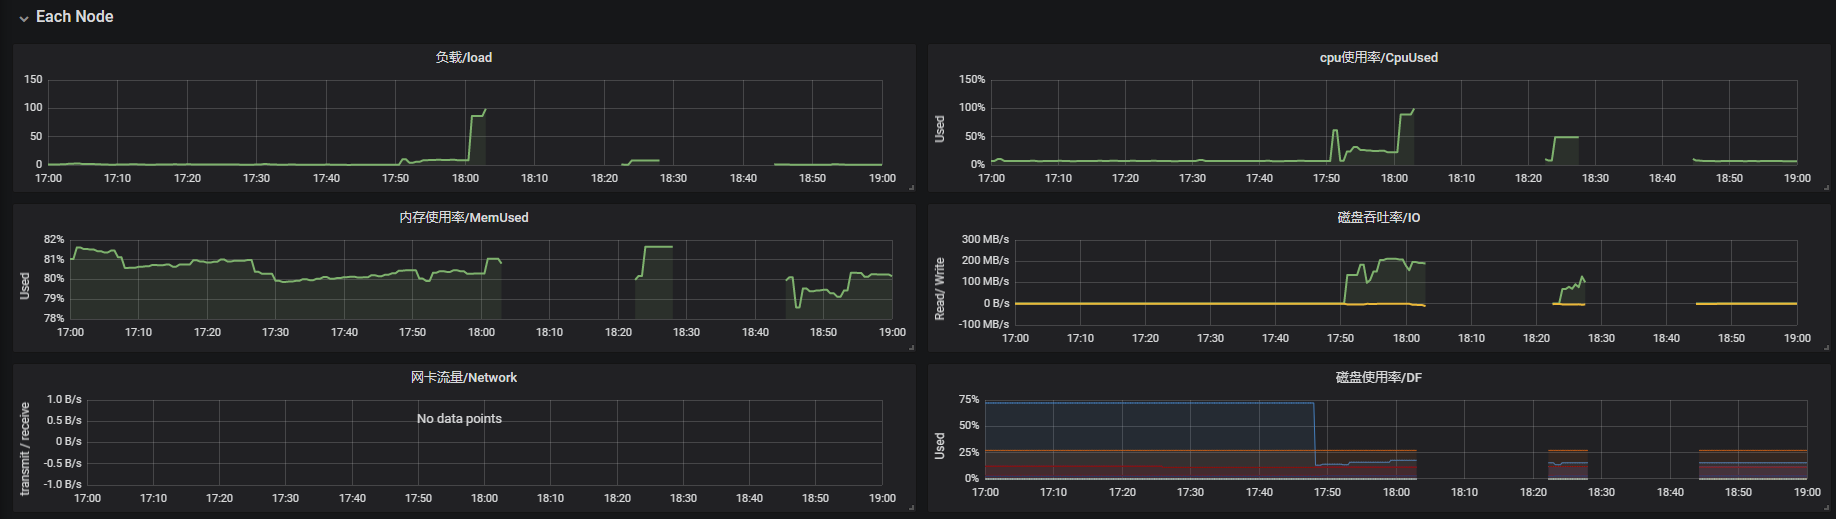 Each Node
负载/load
150
100
50
0
17:00 17:10 17:20 17:30 17:40 17:50 18:00 18:10 18:20 18:30 18:40 18:50 19:00
cpu使用率/CpuUsed
Used
150%
100%
50%
0%
17:00 17:10 17:20 17:30 17:40 17:50 18:00 18:10 18:20 18:30 18:40 18:50 19:00
内存使用率/MemUsed
Used
82%
81%
80%
79%
78%
17:00 17:10 17:20 17:30 17:40 17:50 18:00 18:10 18:20 18:30 18:40 18:50 19:00
磁盘吞吐率/IO
Read/ Write
300 MB/s
200 MB/s
100 MB/s
0 B/s
-100 MB/s
17:00 17:10 17:20 17:30 17:40 17:50 18:00 18:10 18:20 18:30 18:40 18:50 19:00
网卡流量/Network
transmit / receive
1.0 B/s
0.5 B/s
0 B/s
-0.5 B/s
-1.0 B/s
No data points
17:00 17:10 17:20 17:30 17:40 17:50 18:00 18:10 18:20 18:30 18:40 18:50 19:00
磁盘使用率/DF
Used
75%
50%
25%
0%
17:00 17:10 17:20 17:30 17:40 17:50 18:00 18:10 18:20 18:30 18:40 18:50 19:00